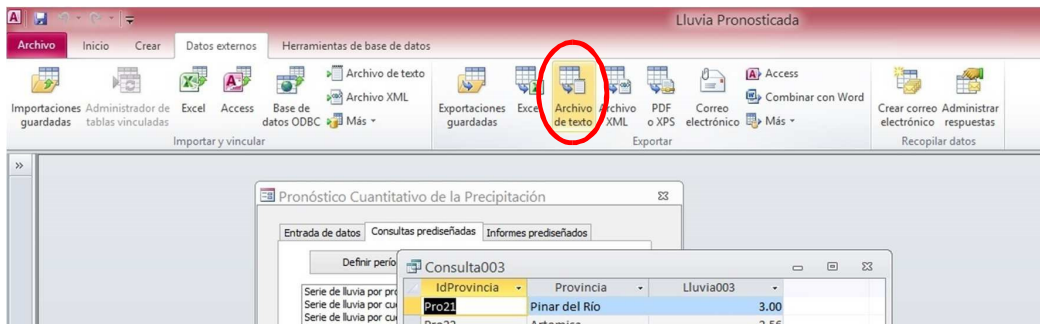 A
Lluvia Pronosticada
Archivo Inicio Crear Datos externos Herramientas de base de datos
Importaciones guardadas
Administrador de tablas vinculadas
Excel
Access
Base de datos ODBC
Archivo de texto
Archivo XML
Más
Importar y vincular
Exportaciones guardadas
Excel
Archivo de texto
Archivo XML
PDF o XPS
Correo electrónico
Access
Combinar con Word
Más
Exportar
Crear correo electrónico
Administrar respuestas
Recopilar datos
»
Pronóstico Cuantitativo de la Precipitación
Entrada de datos Consultas prediseñadas Informes prediseñados
Definir perío
Serie de lluvia por pro
Serie de lluvia por cu
Serie de lluvia por cu
Consulta003
IdProvincia Provincia Lluvia003
Pro21 Pinar del Río 3.00
Pro22 Artemisa 2.56